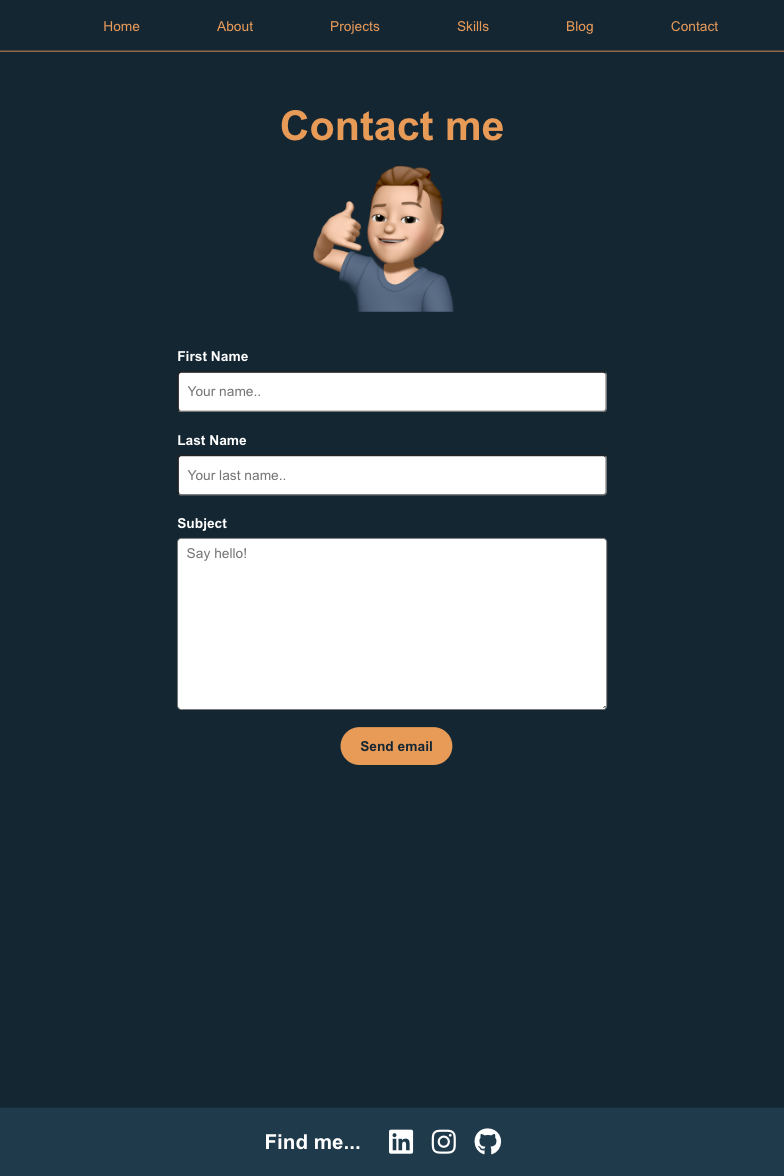 Home About Projects Skills Blog Contact
Contact me
First Name
Your name..
Last Name
Your last name..
Subject
Say hello!
Send email
Find me...